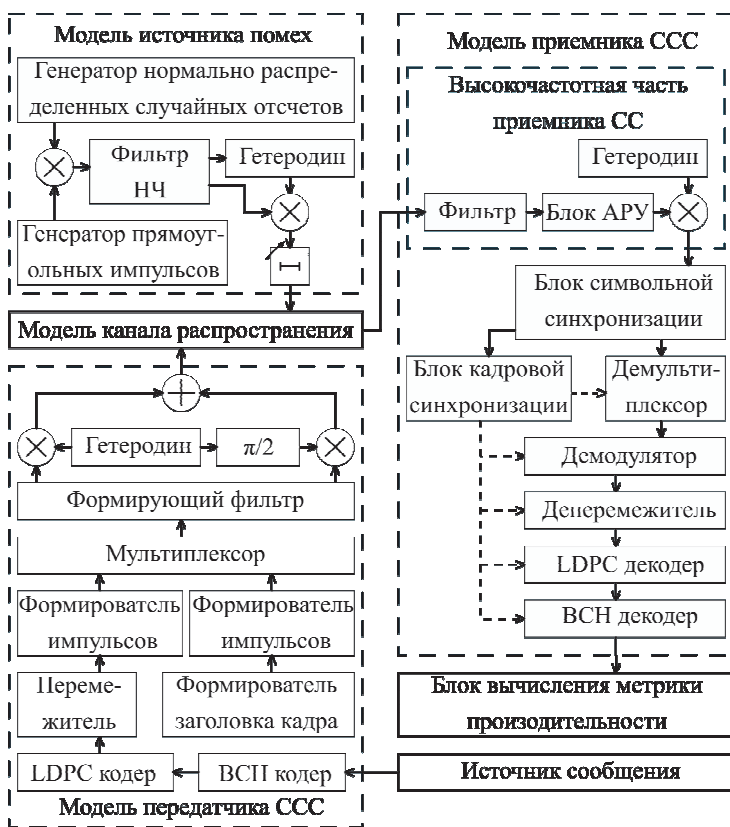 Модель источника помех
Генератор нормально распре-
деленных случайных отсчетов
Фильтр
НЧ
Гетеродин
Генератор прямоуг-
ольных импульсов
Модель приемника ССС
Высокочастотная часть
приемника СС
Гетеродин
Фильтр
Блок АРУ
Блок символьной
синхронизации
Модель канала распространения
Блок кадровой
синхронизации
Демульти-
плексор
Гетеродин
π/2
Демодулятор
Формирующий фильтр
Деперемежитель
Мультиплексор
LDPC декодер
Формирователь
импульсов
Формирователь
импульсов
BCH декодер
Переме-
житель
Формирователь
заголовка кадра
Блок вычисления метрики
произодительности
LDPC кодер
BCH кодер
Источник сообщения
Модель передатчика ССС